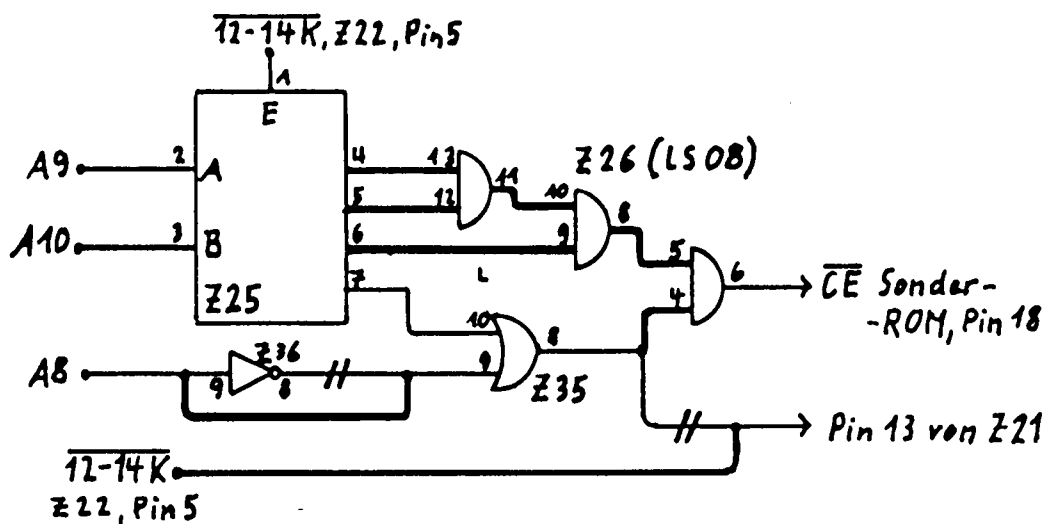 12-14K, Z22, Pin5
1
E
A9
2
A
4
13
11
Z26 (LS08)
5
12
10
8
A10
3
B
6
9
5
6
CE Sonder-
-ROM, Pin 18
7
L
4
Z25
10
8
A8
9
Z36
8
9
Z35
Pin 13 von Z21
12-14K
Z22, Pin5